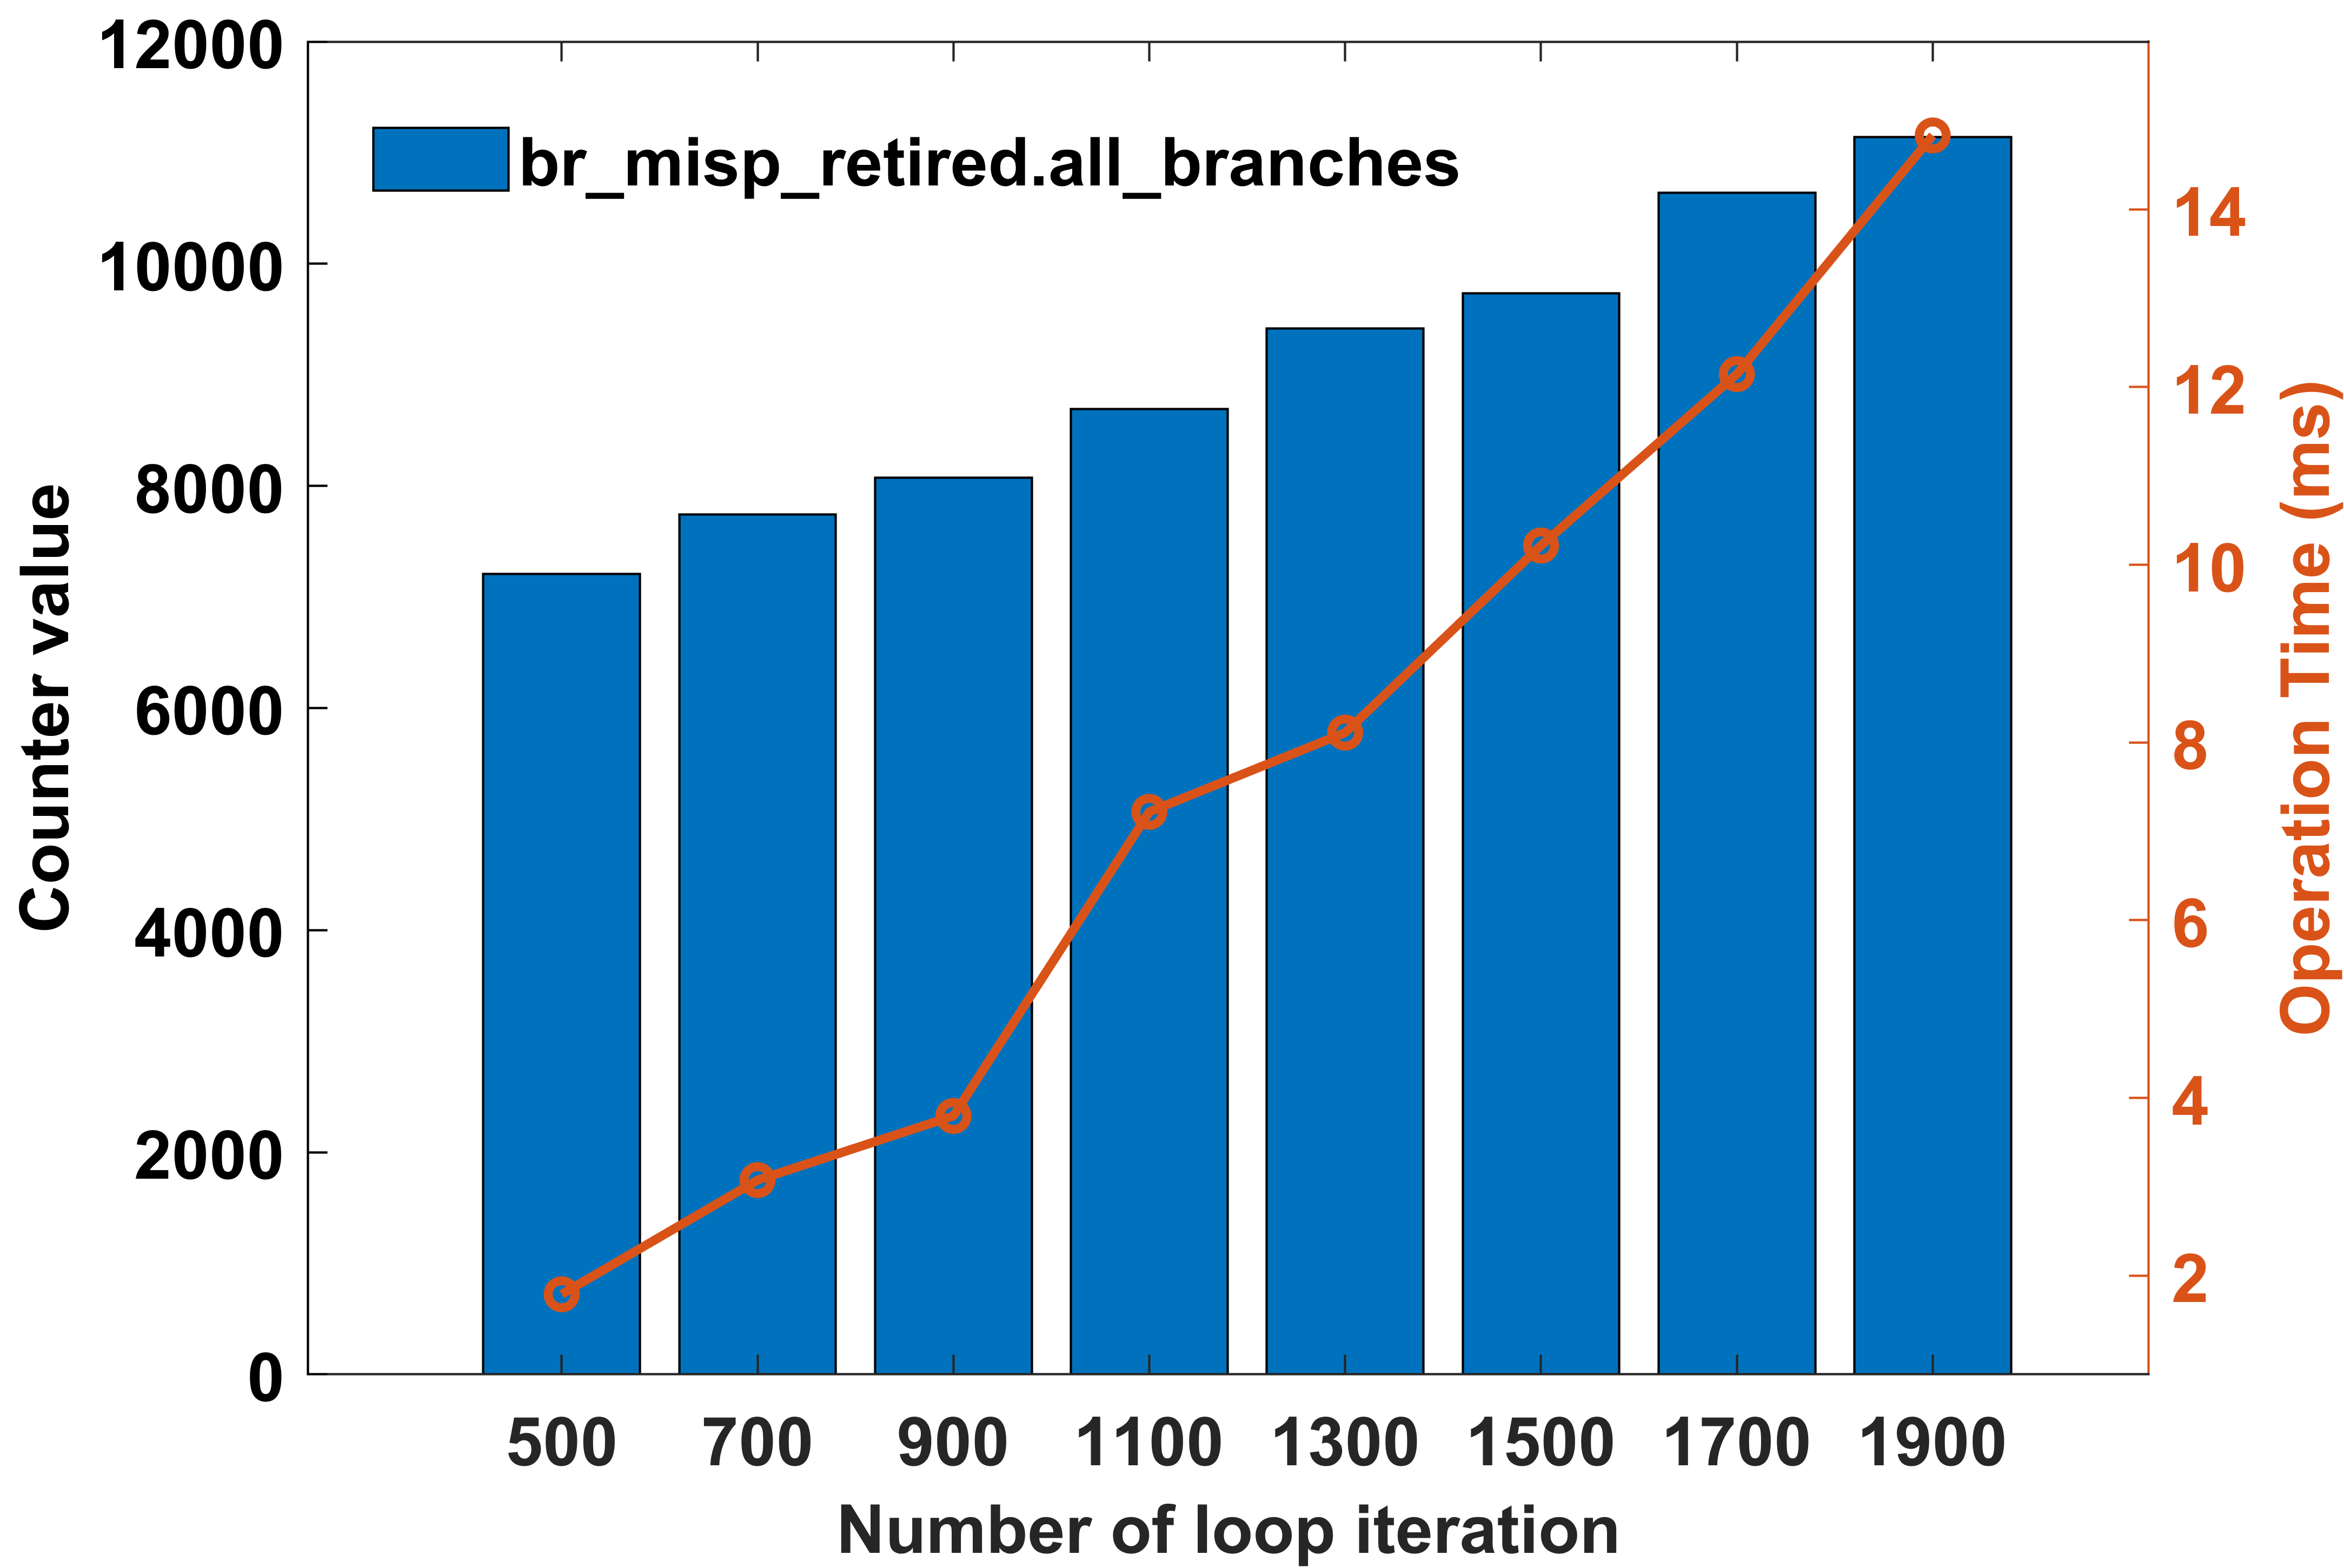 br_misp_retired.all_branches
Counter value
12000
10000
8000
6000
4000
2000
0
14
12
10
8
6
4
2
Operation Time (ms)
500 700 900 1100 1300 1500 1700 1900
Number of loop iteration